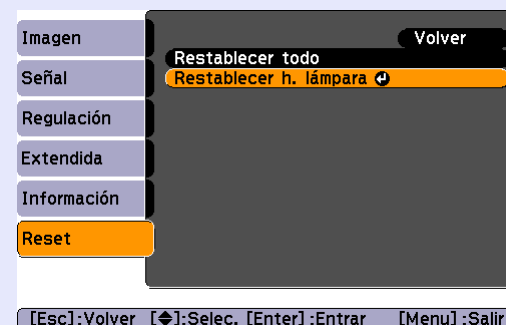 Imagen
Señal
Regulación
Extendida
Información
Reset
Volver
Restablecer todo
Restablecer h. lámpara
[Esc]:Volver [◆]:Selec. [Enter]:Entrar [Menu]:Salir